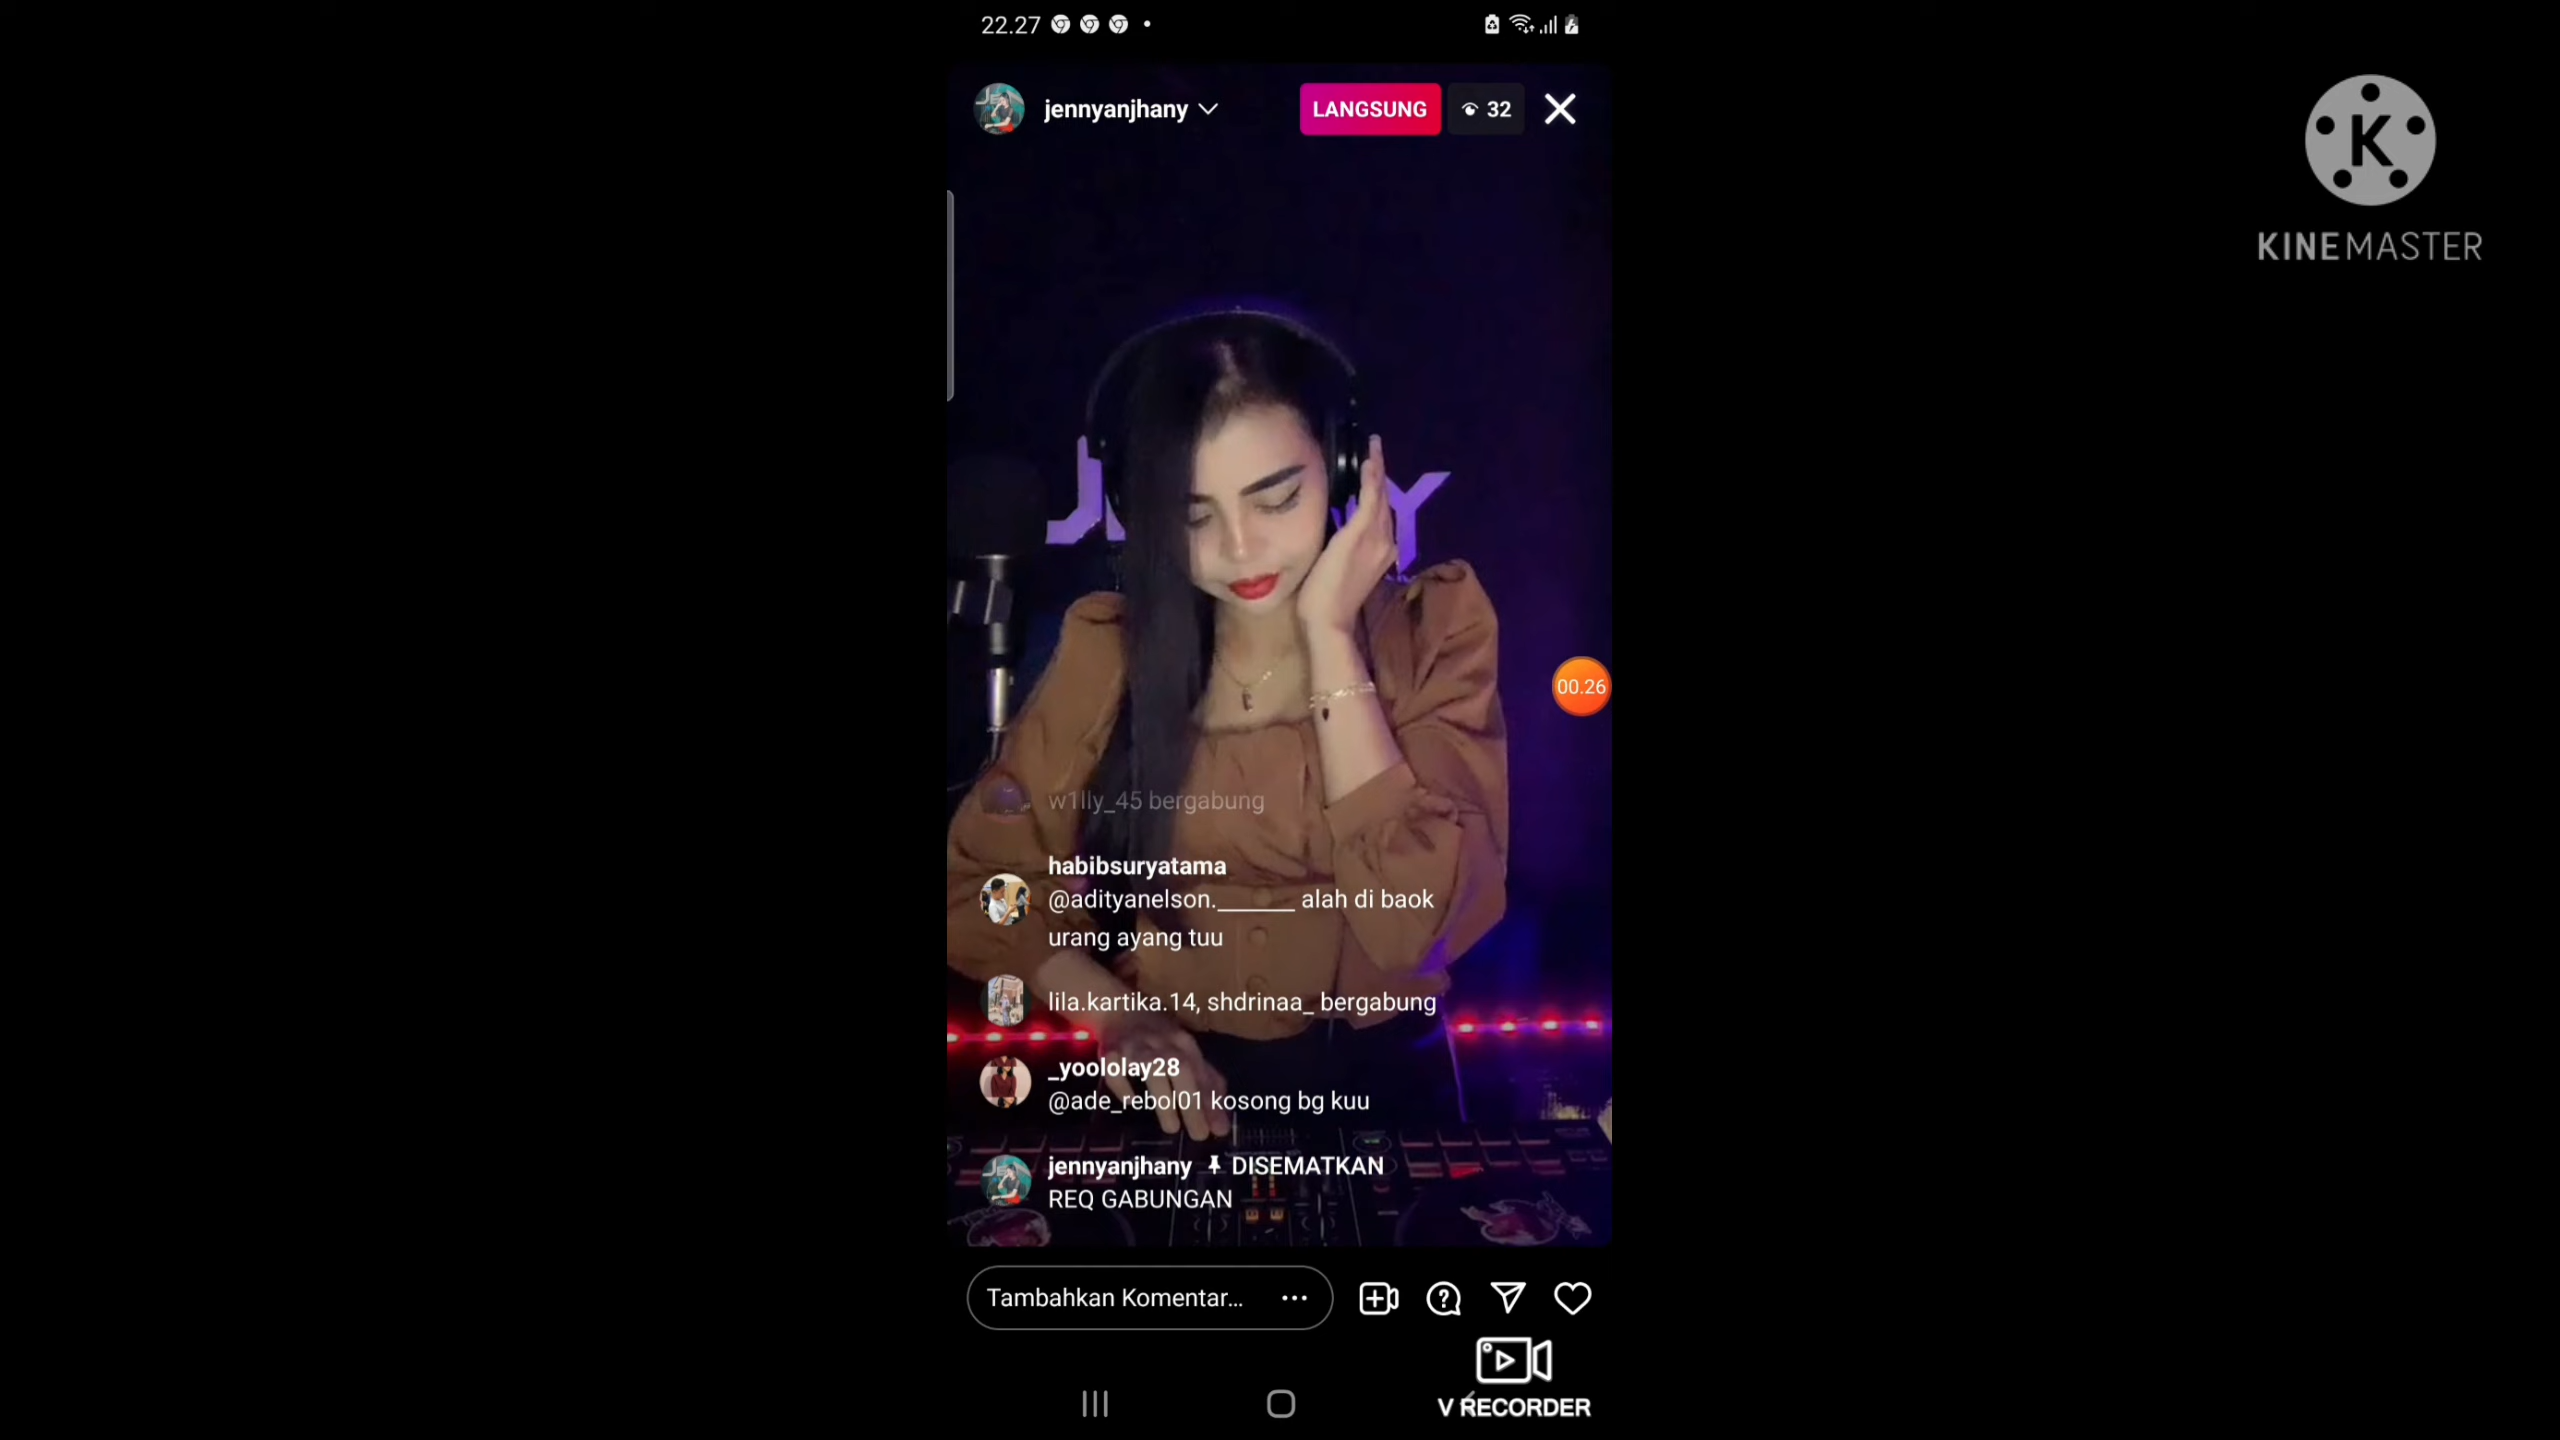 22.27
jennyanjhany
LANGSUNG
32
KINEMASTER
00.26
w1lly_45 bergabung
habibsuryatama
@adityanelson._______ alah di baok
urang ayang tuu
lila.kartika.14, shdrinaa_ bergabung
_yoololay28
@ade_rebol01 kosong bg kuu
jennyanjhany DISEMATKAN
REQ GABUNGAN
Tambahkan Komentar...
V RECORDER